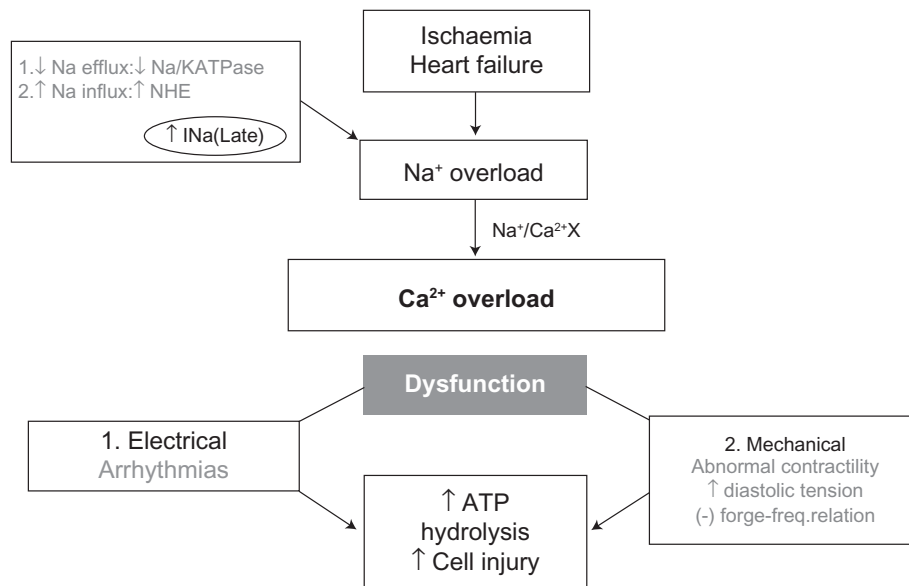 Ischaemia
Heart failure
1.↓ Na efflux:↓ Na/KATPase
2.↑ Na influx:↑ NHE
↑ INa(Late)
Na⁺ overload
Na⁺/Ca²⁺X
Ca²⁺ overload
Dysfunction
1. Electrical
Arrhythmias
2. Mechanical
Abnormal contractility
↑ diastolic tension
(-) forge-freq.relation
↑ ATP
hydrolysis
↑ Cell injury